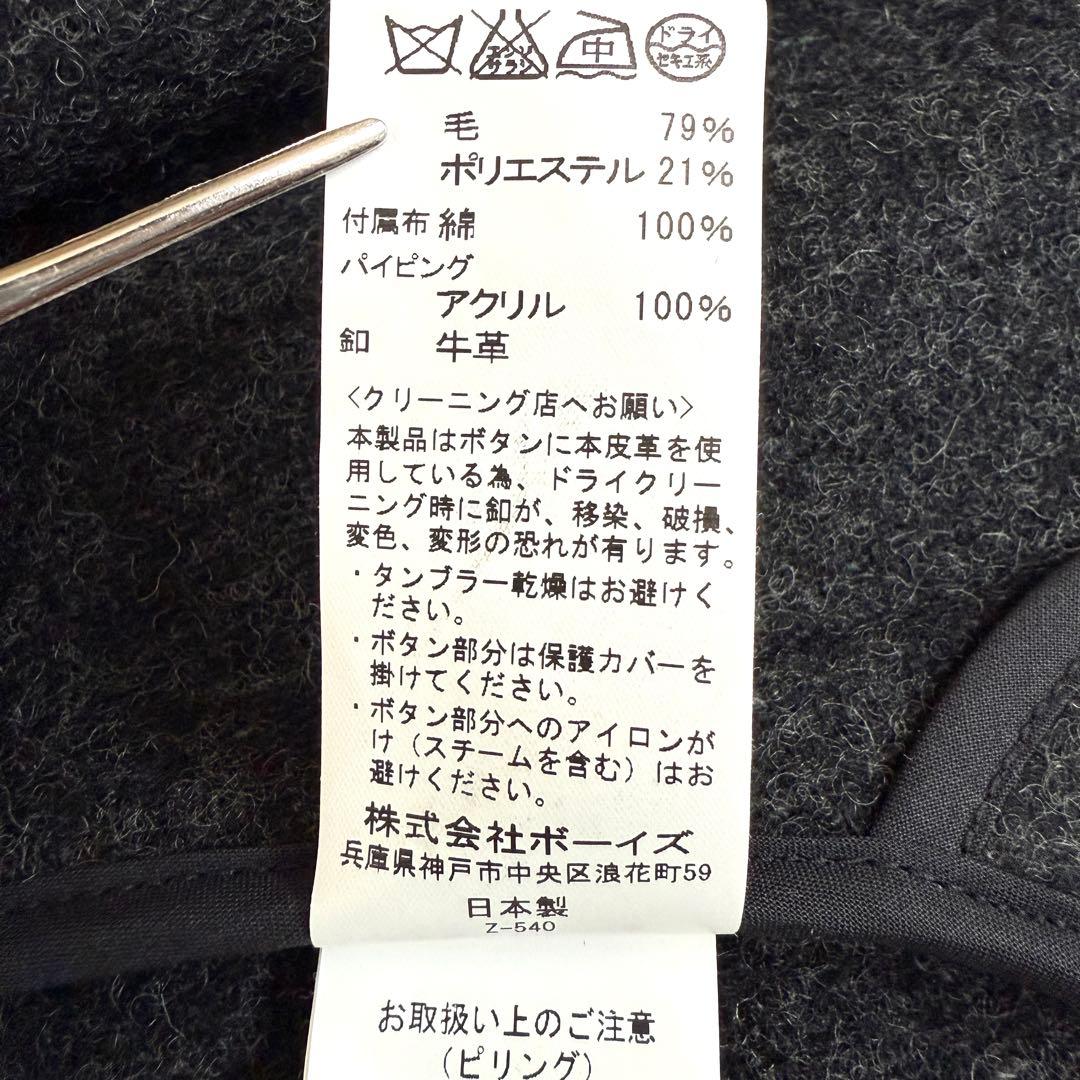 エンソ
サラシ
中
ドライ
セキユ系
毛 79%
ポリエステル 21%
付属布 綿 100%
パイピング
アクリル 100%
釦 牛革
<クリーニング店へお願い>
本製品はボタンに本皮革を使
用している為、ドライクリー
ニング時に釦が、移染、破損、
変色、変形の恐れが有ります。
・タンブラー乾燥はお避けく
ださい。
・ボタン部分は保護カバーを
掛けてください。
・ボタン部分へのアイロンが
け（スチームを含む）はお
避けください。
株式会社ボーイズ
兵庫県神戸市中央区浪花町59
日本製
Z-540
お取扱い上のご注意
（ピリング）